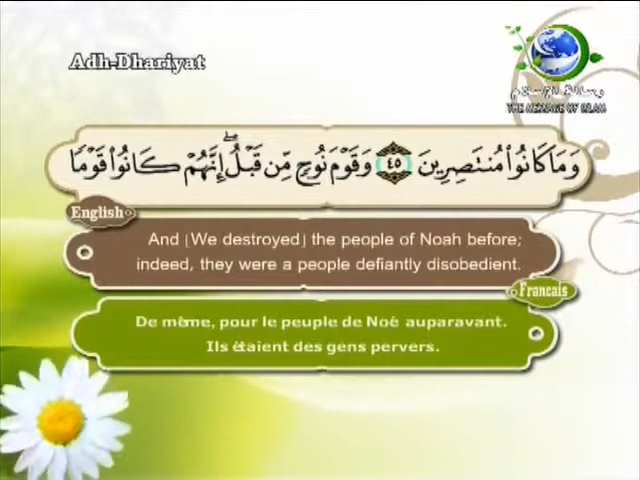 Adh-Dhariyat
رسالة الإسلام
THE MESSAGE OF ISLAM
وَمَا كَانُوا۟ مُنتَصِرِينَ ٤٥ وَقَوْمَ نُوحٍ مِّن قَبْلُ ۖ إِنَّهُمْ كَانُوا۟ قَوْمًا
English
And [We destroyed] the people of Noah before;
indeed, they were a people defiantly disobedient.
Francais
De même, pour le peuple de Noé auparavant.
Ils étaient des gens pervers.